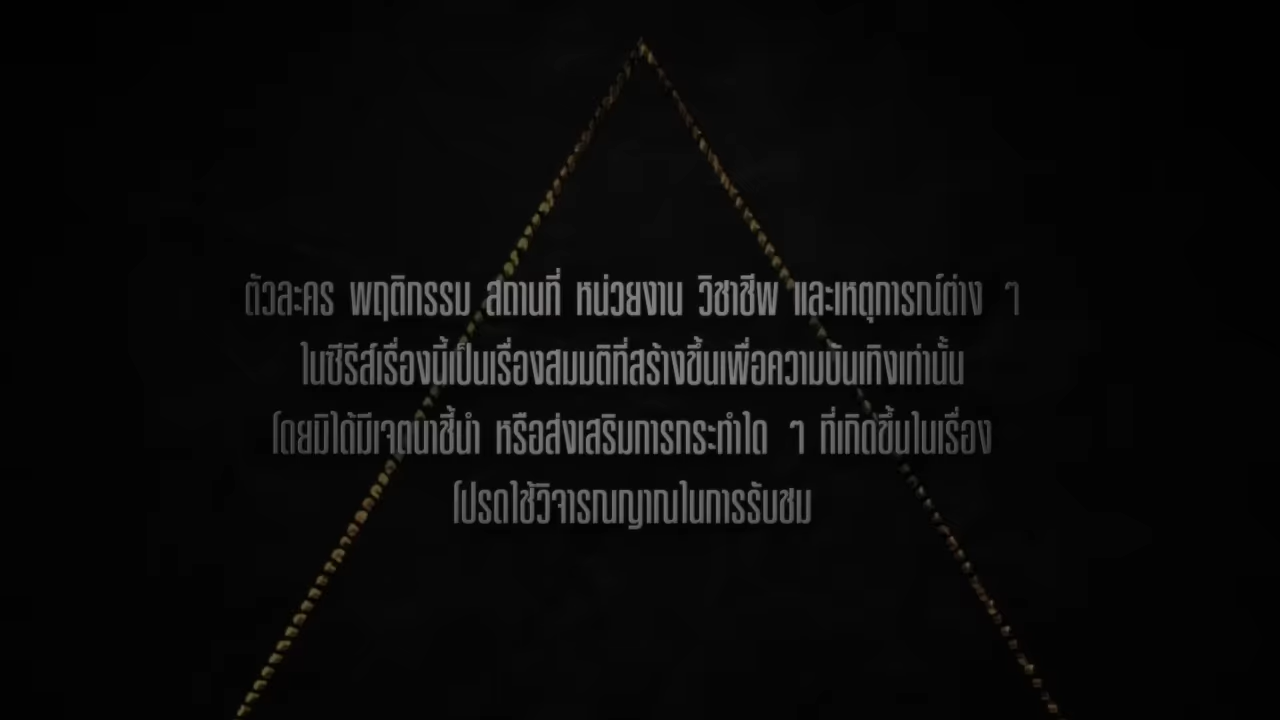 ตัวละคร พฤติกรรม สถานที่ หน่วยงาน วิชาชีพ และเหตุการณ์ต่าง ๆ
ในซีรีส์เรื่องนี้เป็นเรื่องสมมติที่สร้างขึ้นเพื่อความบันเทิงเท่านั้น
โดยมิได้มีเจตนาชี้นำ หรือส่งเสริมการกระทำใด ๆ ที่เกิดขึ้นในเรื่อง
โปรดใช้วิจารณญาณในการรับชม